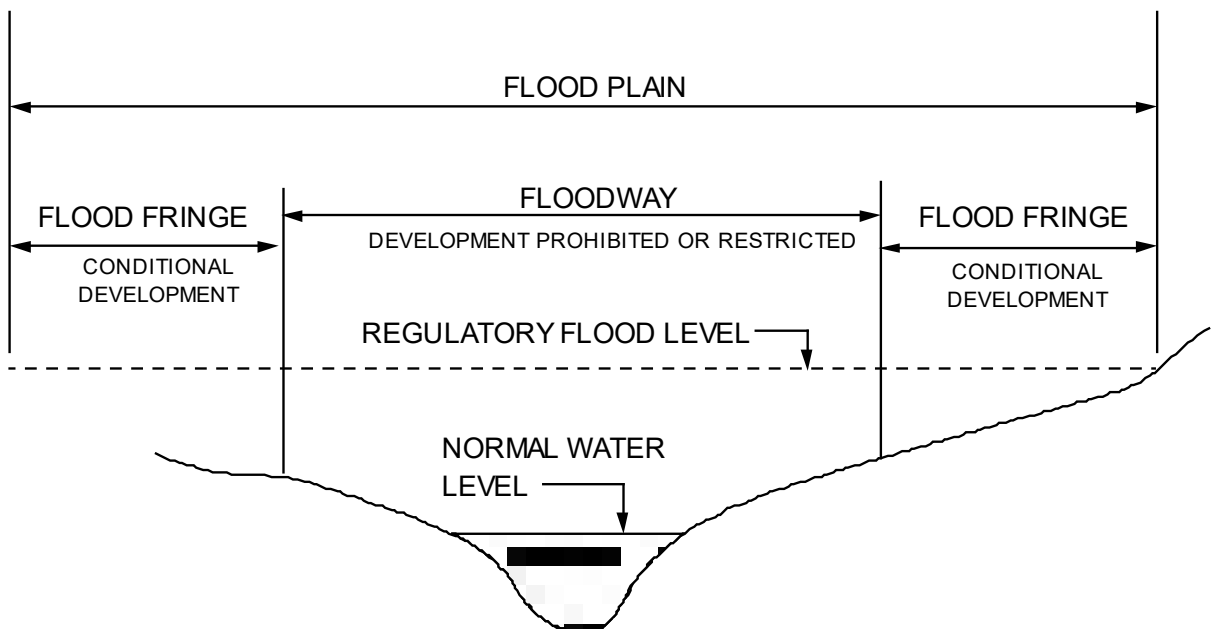 FLOOD PLAIN
FLOODWAY
FLOOD FRINGE
FLOOD FRINGE
DEVELOPMENT PROHIBITED OR RESTRICTED
CONDITIONAL
DEVELOPMENT
CONDITIONAL
DEVELOPMENT
REGULATORY FLOOD LEVEL
NORMAL WATER
LEVEL